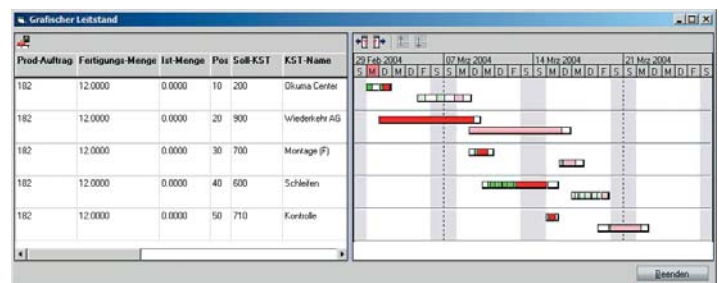 Grafischer Leitstand
Prod-Auftrag Fertigungs-Menge Ist-Menge Pos Soll-KST KST-Name
182 12.0000 0.0000 10 200 Okuma Center
182 12.0000 0.0000 20 900 Wiederkehr AG
182 12.0000 0.0000 30 700 Montage (F)
182 12.0000 0.0000 40 600 Schleifen
182 12.0000 0.0000 50 710 Kontrolle
29 Feb 2004 07 Mrz 2004 14 Mrz 2004 21 Mrz 2004
S M D M D F S S M D M D F S S M D M D F S S M D M D F S
Beenden